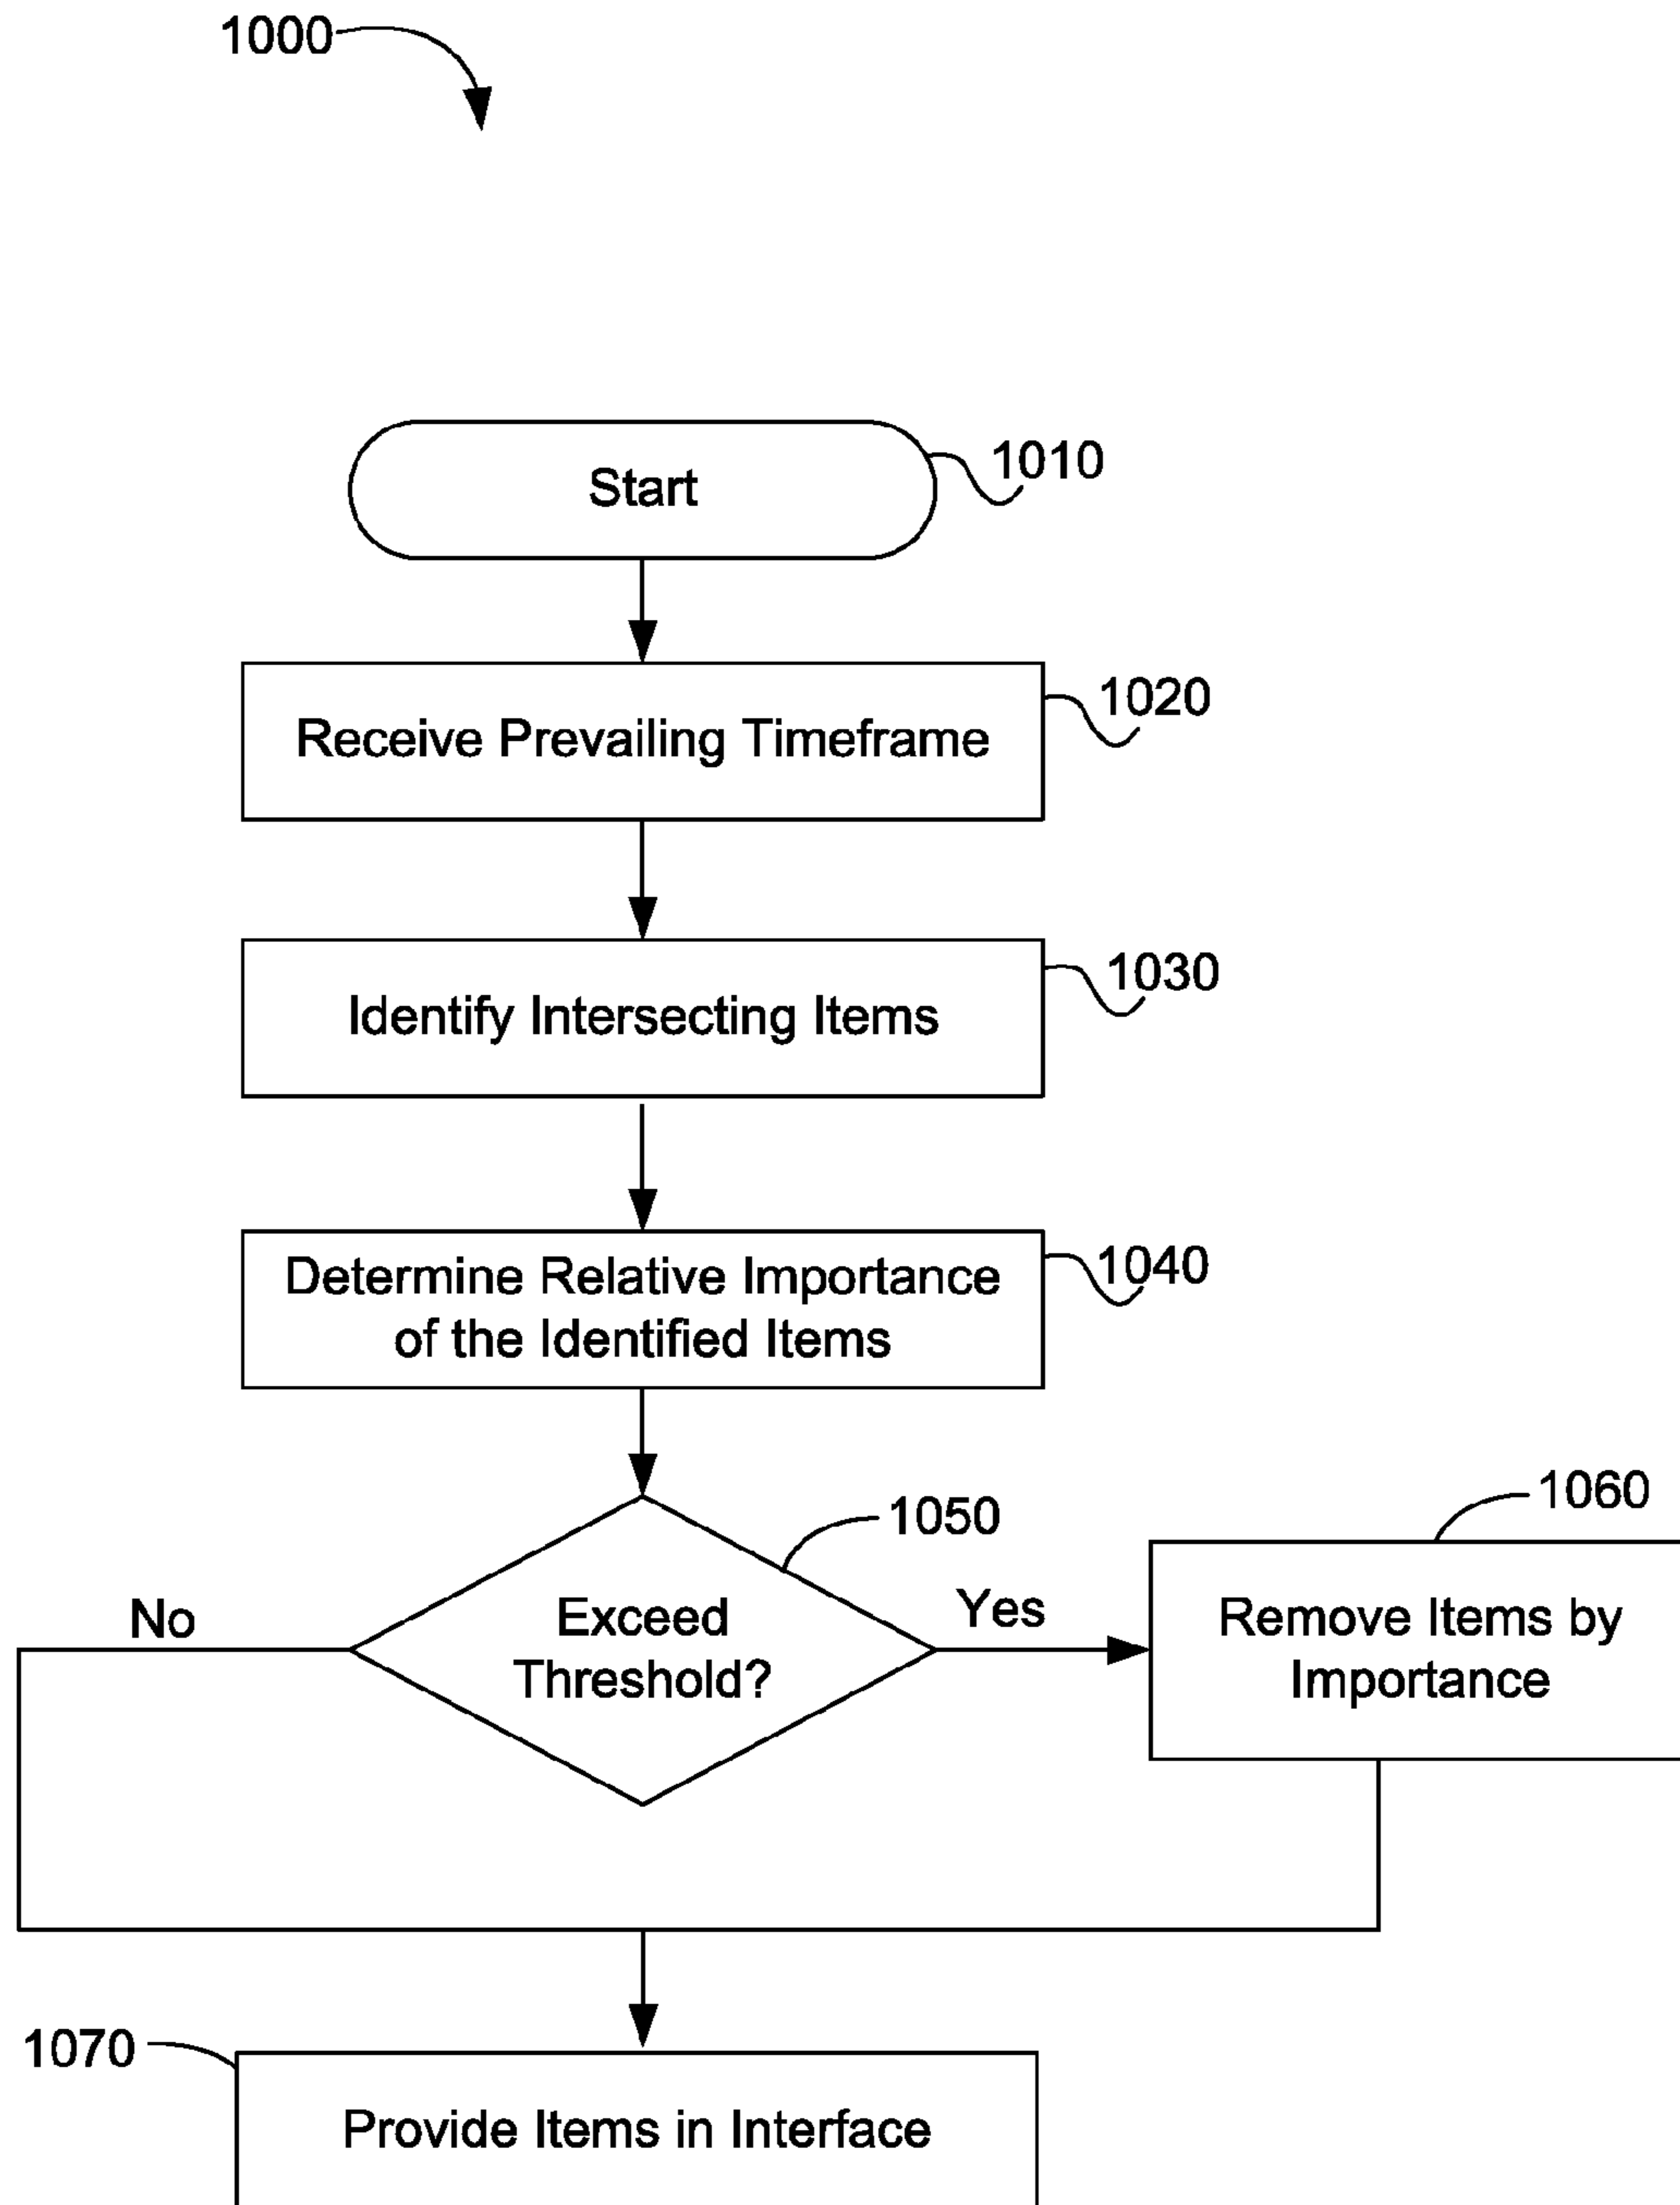 1000
Start
1010
Receive Prevailing Timeframe
1020
Identify Intersecting Items
1030
Determine Relative Importance
of the Identified Items
1040
Exceed
Threshold?
1050
No
Yes
Remove Items by
Importance
1060
1070
Provide Items in Interface